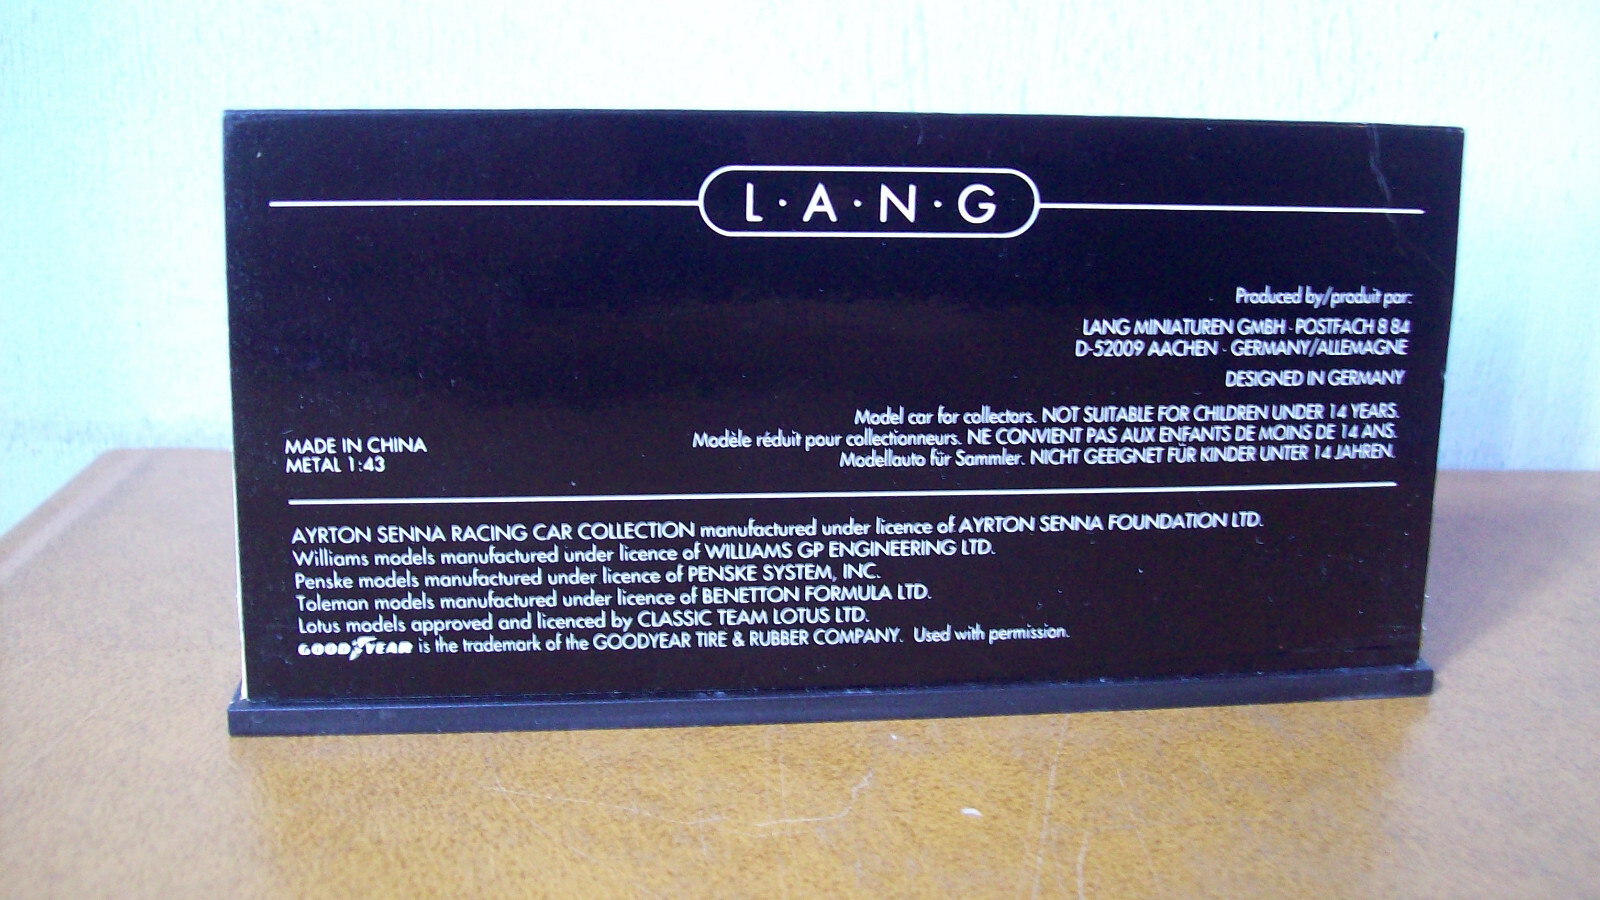 L·A·N·G
Produced by/produit par:
LANG MINIATUREN GMBH · POSTFACH 8 84
D-52009 AACHEN · GERMANY/ALLEMAGNE
DESIGNED IN GERMANY
Model car for collectors. NOT SUITABLE FOR CHILDREN UNDER 14 YEARS.
Modèle réduit pour collectionneurs. NE CONVIENT PAS AUX ENFANTS DE MOINS DE 14 ANS.
Modellauto für Sammler. NICHT GEEIGNET FÜR KINDER UNTER 14 JAHREN.
MADE IN CHINA
METAL 1:43
AYRTON SENNA RACING CAR COLLECTION manufactured under licence of AYRTON SENNA FOUNDATION LTD.
Williams models manufactured under licence of WILLIAMS GP ENGINEERING LTD.
Penske models manufactured under licence of PENSKE SYSTEM, INC.
Toleman models manufactured under licence of BENETTON FORMULA LTD.
Lotus models approved and licenced by CLASSIC TEAM LOTUS LTD.
GOODYEAR is the trademark of the GOODYEAR TIRE & RUBBER COMPANY. Used with permission.